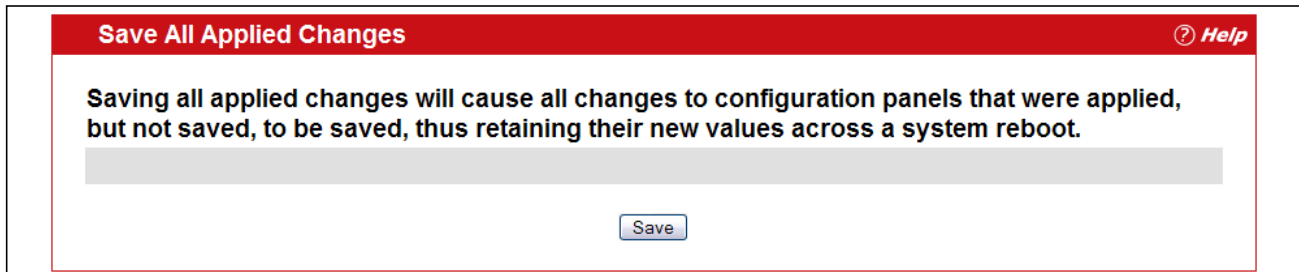 Save All Applied Changes
? Help
Saving all applied changes will cause all changes to configuration panels that were applied,
but not saved, to be saved, thus retaining their new values across a system reboot.
Save